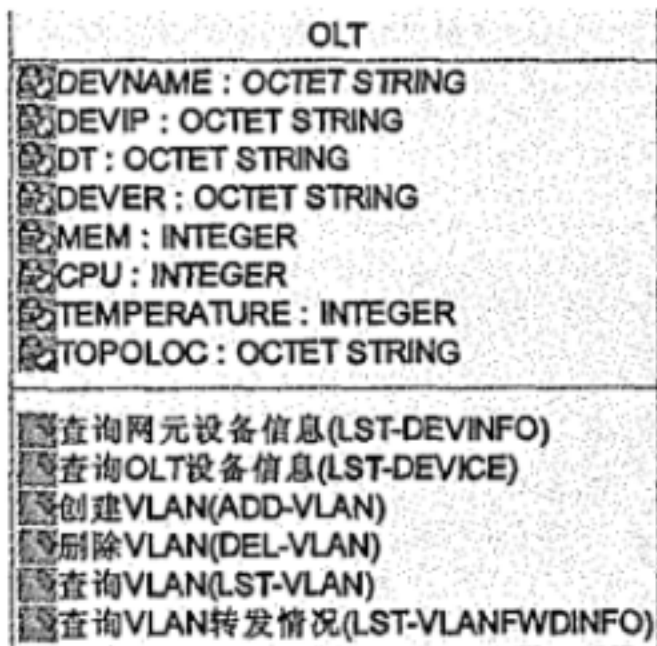 OLT
DEVNAME : OCTET STRING
DEVIP : OCTET STRING
DT : OCTET STRING
DEVER : OCTET STRING
MEM : INTEGER
CPU : INTEGER
TEMPERATURE : INTEGER
TOPOLOC : OCTET STRING
查询网元设备信息(LST-DEVINFO)
查询OLT设备信息(LST-DEVICE)
创建VLAN(ADD-VLAN)
删除VLAN(DEL-VLAN)
查询VLAN(LST-VLAN)
查询VLAN转发情况(LST-VLANFWDINFO)